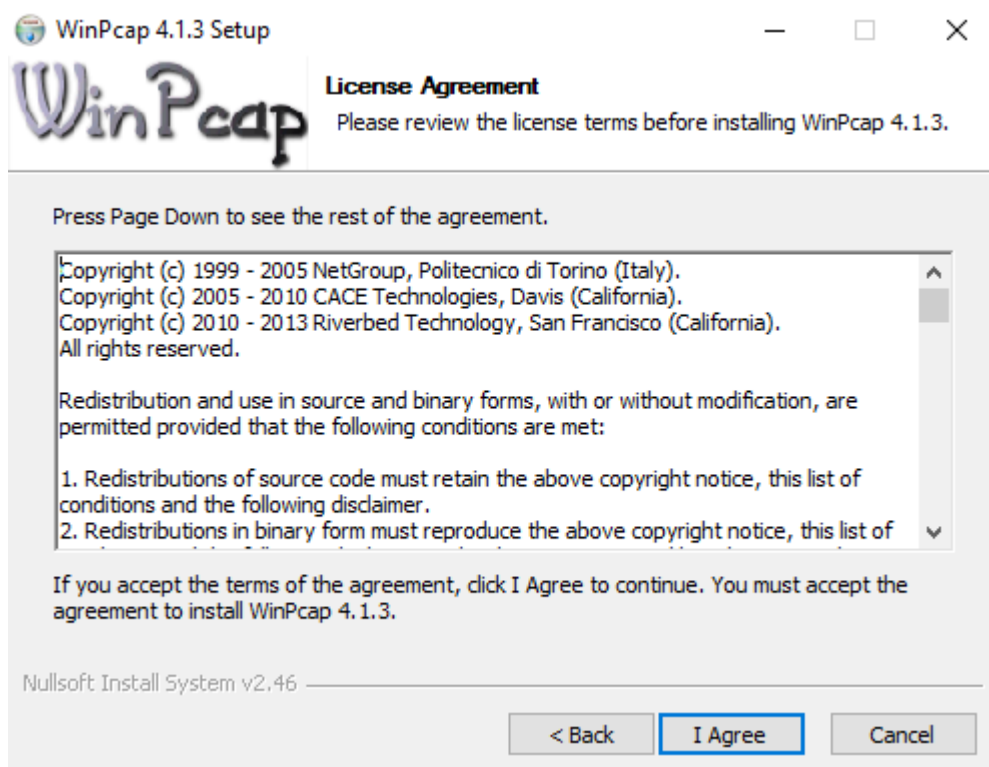 WinPcap 4.1.3 Setup
WinPcap
License Agreement
Please review the license terms before installing WinPcap 4.1.3.
Press Page Down to see the rest of the agreement.
Copyright (c) 1999 - 2005 NetGroup, Politecnico di Torino (Italy).
Copyright (c) 2005 - 2010 CACE Technologies, Davis (California).
Copyright (c) 2010 - 2013 Riverbed Technology, San Francisco (California).
All rights reserved.
Redistribution and use in source and binary forms, with or without modification, are
permitted provided that the following conditions are met:
1. Redistributions of source code must retain the above copyright notice, this list of
conditions and the following disclaimer.
2. Redistributions in binary form must reproduce the above copyright notice, this list of
If you accept the terms of the agreement, click I Agree to continue. You must accept the
agreement to install WinPcap 4.1.3.
Nullsoft Install System v2.46
< Back
I Agree
Cancel